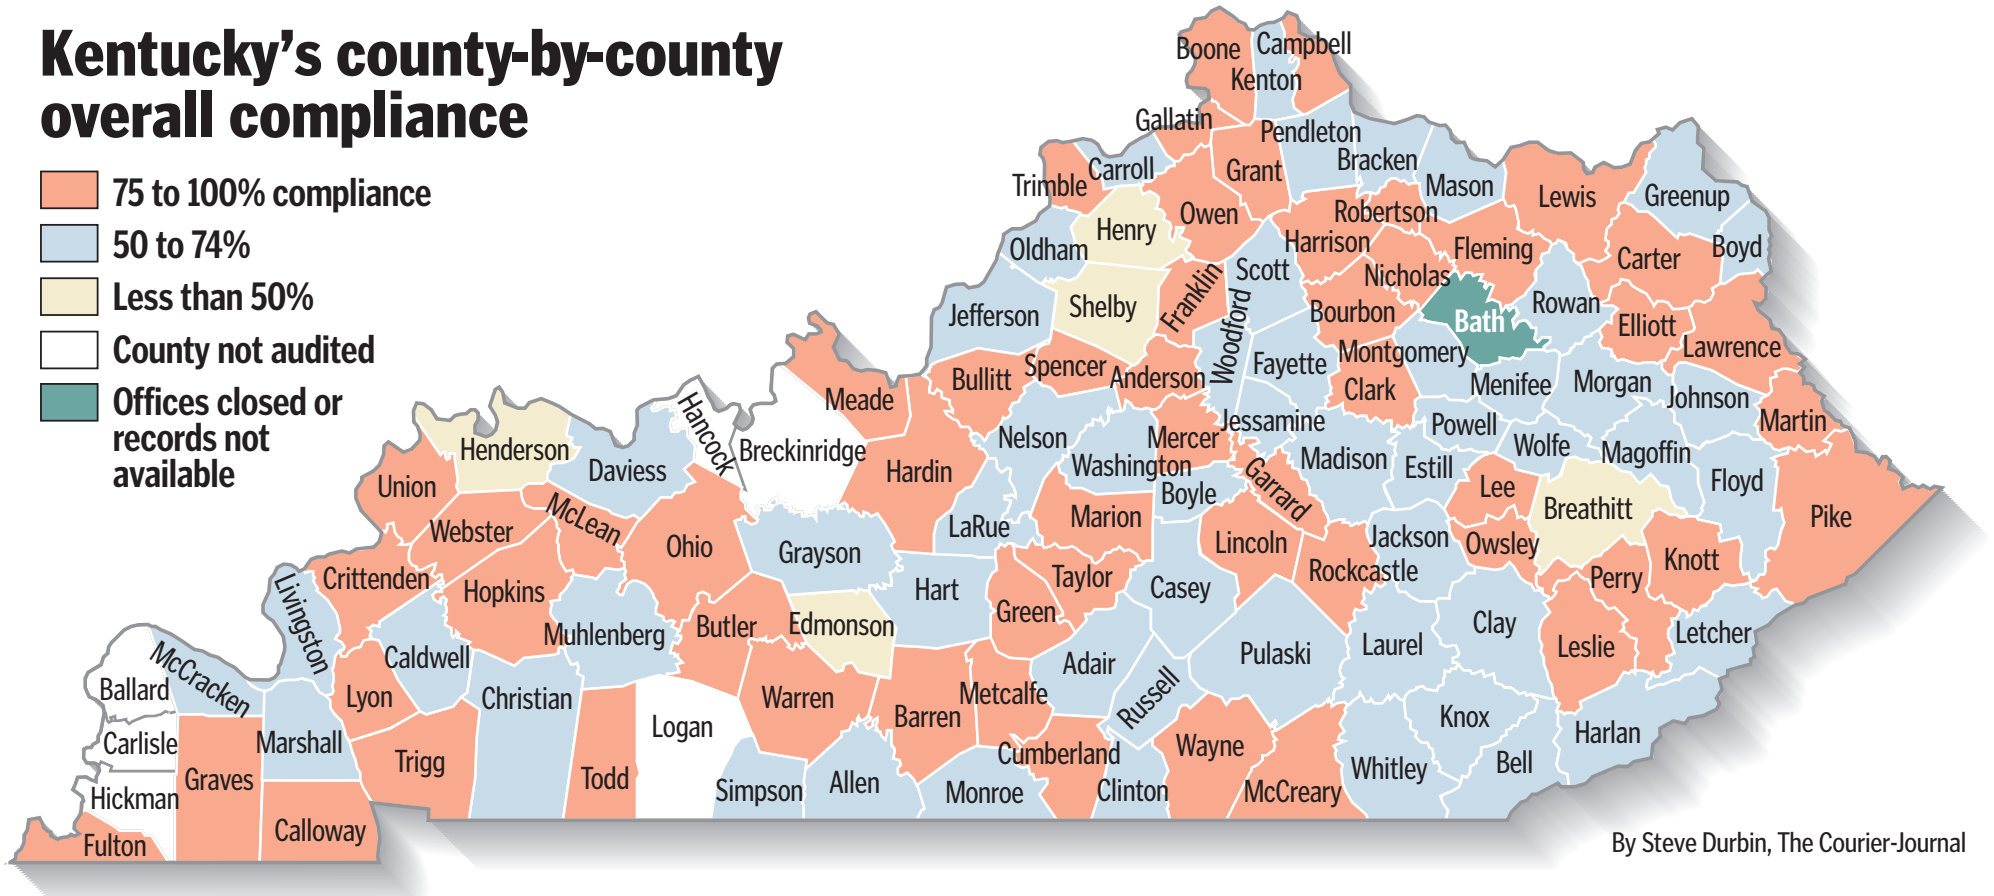 Kentucky's county-by-county
overall compliance
75 to 100% compliance
50 to 74%
Less than 50%
County not audited
Offices closed or
records not
available
Boone
Campbell
Kenton
Gallatin
Pendleton
Bracken
Grant
Carroll
Trimble
Mason
Lewis
Greenup
Owen
Robertson
Henry
Harrison
Oldham
Fleming
Carter
Boyd
Scott
Nicholas
Franklin
Shelby
Woodford
Bourbon
Bath
Rowan
Jefferson
Elliott
Lawrence
Montgomery
Fayette
Spencer
Anderson
Bullitt
Clark
Menifee
Morgan
Johnson
Meade
Hancock
Martin
Jessamine
Powell
Nelson
Mercer
Wolfe
Magoffin
Breckinridge
Henderson
Daviess
Washington
Madison
Estill
Hardin
Floyd
Union
Garrard
Boyle
Lee
Breathitt
Pike
Marion
LaRue
McLean
Webster
Ohio
Grayson
Lincoln
Jackson
Owsley
Knott
Crittenden
Hopkins
Hart
Taylor
Casey
Rockcastle
Perry
Livingston
Green
Butler
Edmonson
Muhlenberg
Clay
Letcher
Caldwell
Adair
Pulaski
Laurel
Leslie
McCracken
Ballard
Lyon
Christian
Warren
Metcalfe
Russell
Barren
Knox
Logan
Harlan
Carlisle
Marshall
Wayne
Cumberland
Trigg
Whitley
Bell
Graves
Todd
Allen
Simpson
Monroe
Clinton
McCreary
Hickman
Calloway
Fulton
By Steve Durbin, The Courier-Journal